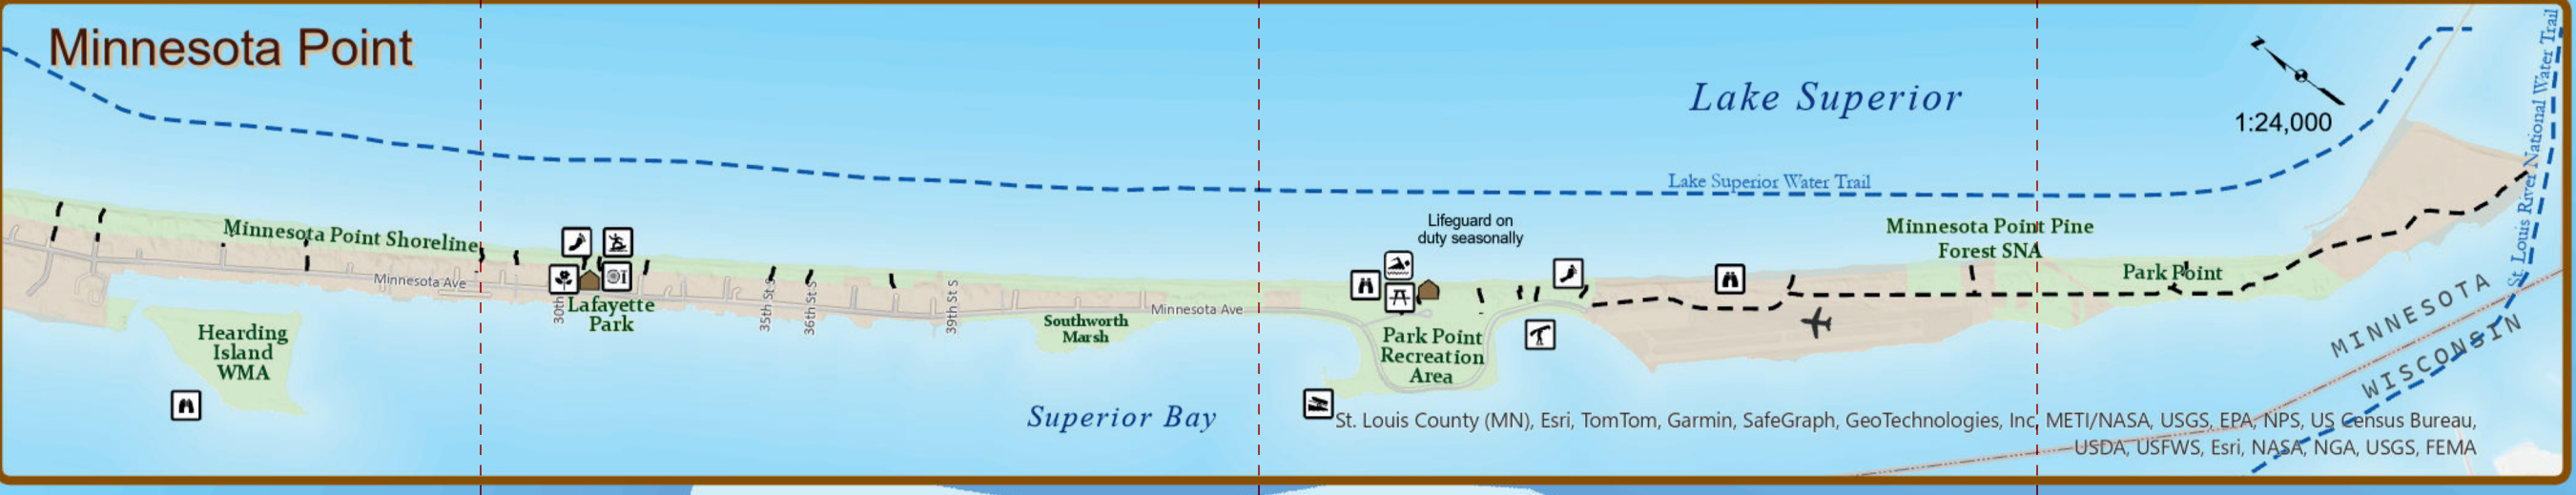 Minnesota Point
Lake Superior
1:24,000
N
St. Louis River National Water Trail
Lake Superior Water Trail
Minnesota Point Shoreline
Minnesota Ave
30th
Lafayette
Park
35th St S
36th St S
39th St S
Southworth
Marsh
Minnesota Ave
Lifeguard on
duty seasonally
Park Point
Recreation
Area
Minnesota Point Pine
Forest SNA
Park Point
Hearding
Island
WMA
Superior Bay
MINNESOTA
WISCONSIN
St. Louis County (MN), Esri, TomTom, Garmin, SafeGraph, GeoTechnologies, Inc, METI/NASA, USGS, EPA, NPS, US Census Bureau,
USDA, USFWS, Esri, NASA, NGA, USGS, FEMA